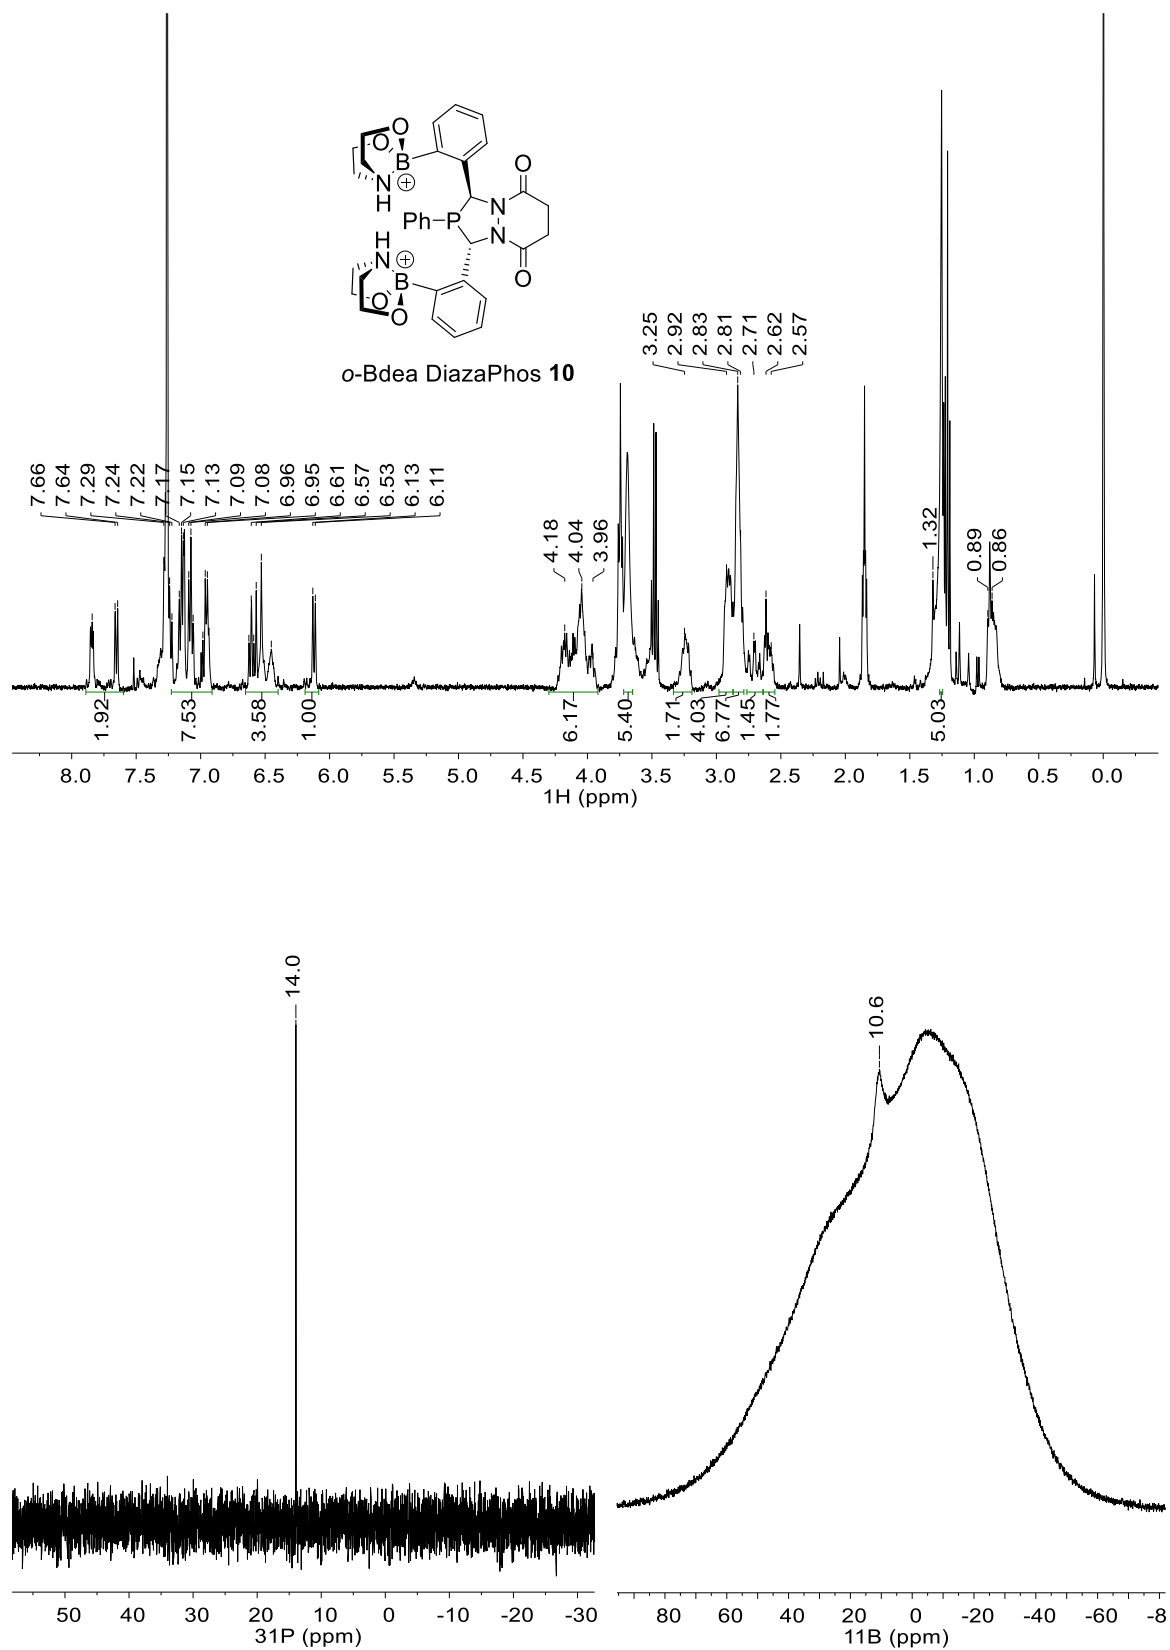 O
O
B
⊕
N
H
O
N
Ph
P
N
H
N
⊕
B
O
O
O
o-Bdea DiazaPhos 10
7.66
7.64
7.29
7.24
7.22
7.17
7.15
7.13
7.09
7.08
6.96
6.95
6.61
6.57
6.53
6.13
6.11
4.18
4.04
3.96
3.25
2.92
2.83
2.81
2.71
2.62
2.57
1.32
0.89
0.86
1.92
7.53
3.58
1.00
6.17
5.40
1.71
4.03
6.77
1.45
1.77
5.03
8.0 7.5 7.0 6.5 6.0 5.5 5.0 4.5 4.0 3.5 3.0 2.5 2.0 1.5 1.0 0.5 0.0
1H (ppm)
14.0
50 40 30 20 10 0 -10 -20 -30
31P (ppm)
10.6
80 60 40 20 0 -20 -40 -60 -8
11B (ppm)